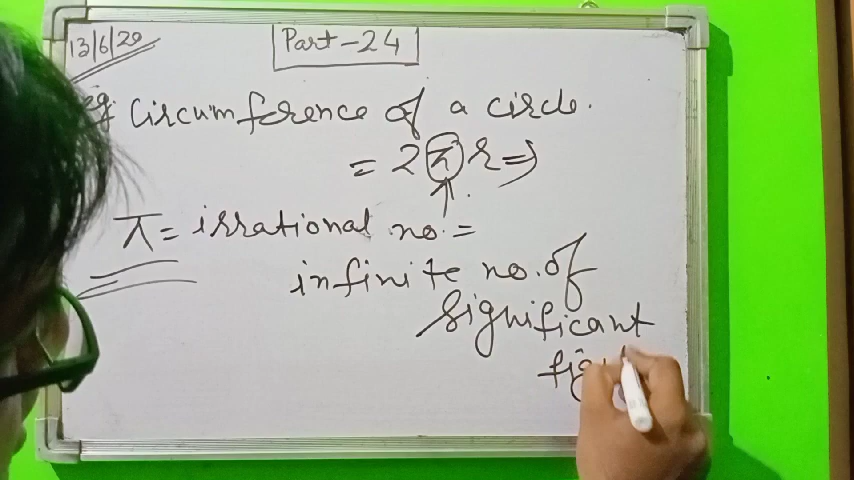 13/6/20
Part-24
eg. Circumference of a circle.
= 2πr ⇒
π = irrational no. =
infinite no. of
significant
fig